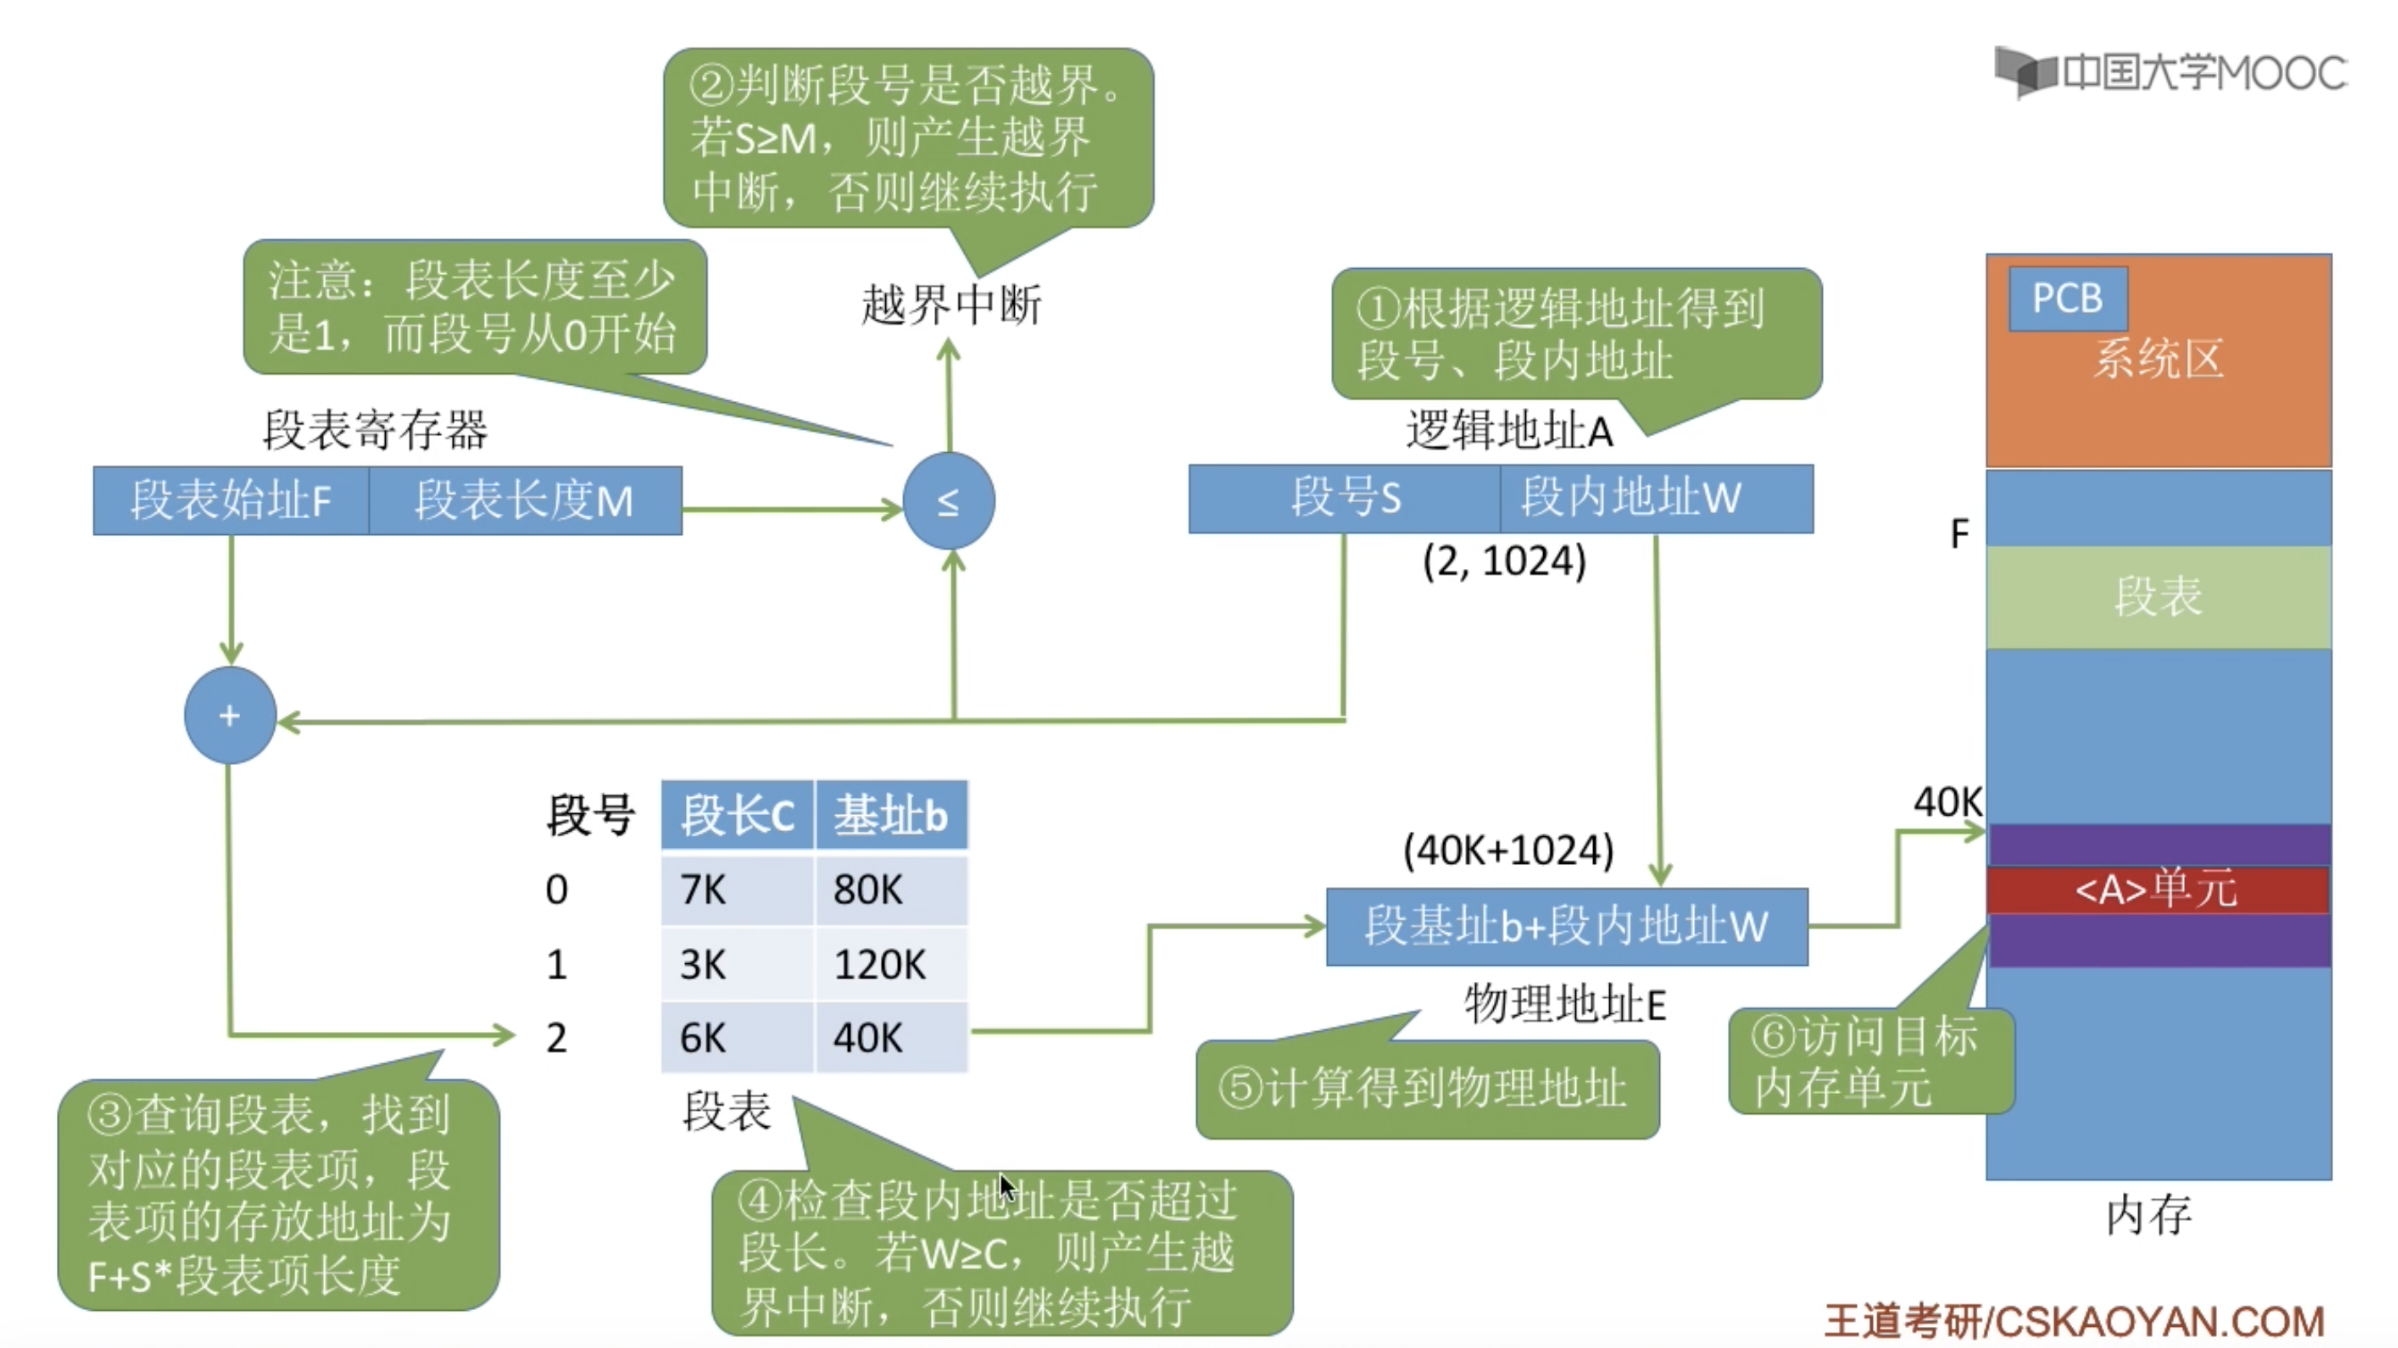 中国大学MOOC
②判断段号是否越界。
若S≥M，则产生越界
中断，否则继续执行
注意：段表长度至少
是1，而段号从0开始
越界中断
①根据逻辑地址得到
段号、段内地址
PCB
系统区
段表寄存器
逻辑地址A
段表始址F
段表长度M
≤
段号S
段内地址W
(2, 1024)
F
段表
+
段号
段长C
基址b
0
7K
80K
1
3K
120K
2
6K
40K
段表
(40K+1024)
段基址b+段内地址W
物理地址E
40K
<A>单元
③查询段表，找到
对应的段表项，段
表项的存放地址为
F+S*段表项长度
④检查段内地址是否超过
段长。若W≥C，则产生越
界中断，否则继续执行
⑤计算得到物理地址
⑥访问目标
内存单元
内存
王道考研/CSKAOYAN.COM